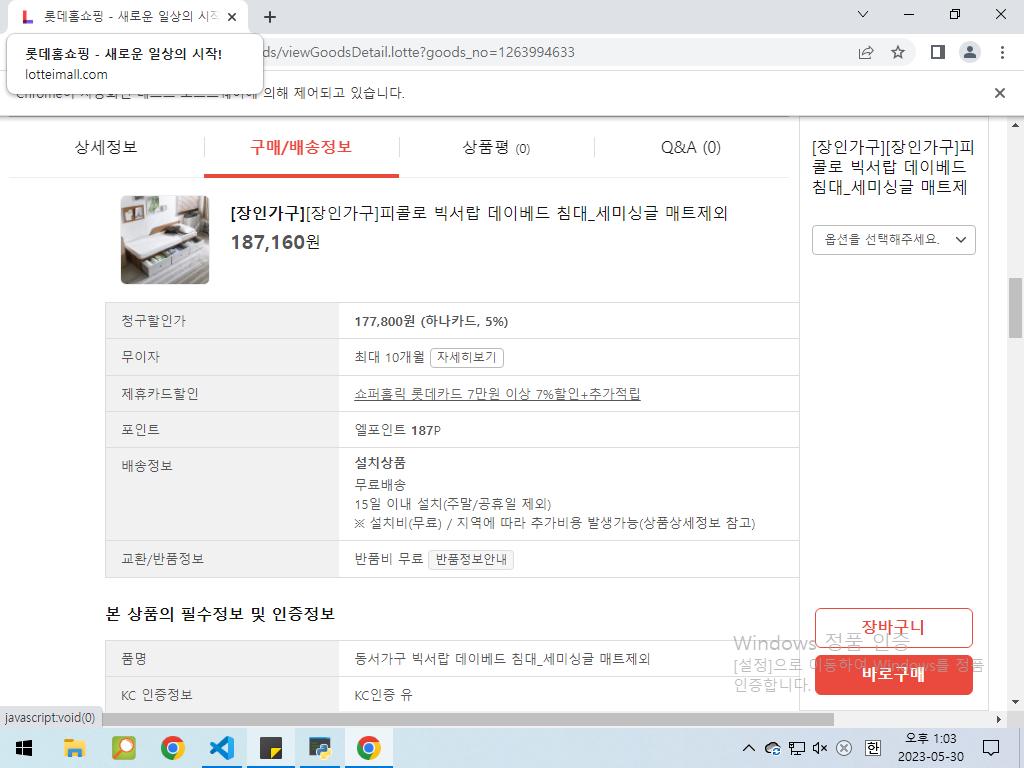 롯데홈쇼핑 - 새로운 일상의 시작
롯데홈쇼핑 - 새로운 일상의 시작!
lotteimall.com
ds/viewGoodsDetail.lotte?goods_no=1263994633
의해 제어되고 있습니다.
상세정보
구매/배송정보
상품평 (0)
Q&A (0)
[장인가구][장인가구]피콜로 빅서랍 데이베드 침대_세미싱글 매트제외
187,160원
청구할인가
177,800원 (하나카드, 5%)
무이자
최대 10개월 자세히보기
제휴카드할인
쇼퍼홀릭 롯데카드 7만원 이상 7%할인+추가적립
포인트
엘포인트 187P
배송정보
설치상품
무료배송
15일 이내 설치(주말/공휴일 제외)
※ 설치비(무료) / 지역에 따라 추가비용 발생가능(상품상세정보 참고)
교환/반품정보
반품비 무료 반품정보안내
본 상품의 필수정보 및 인증정보
품명
동서가구 빅서랍 데이베드 침대_세미싱글 매트제외
KC 인증정보
KC인증 유
[장인가구][장인가구]피
콜로 빅서랍 데이베드
침대_세미싱글 매트제
옵션을 선택해주세요.
장바구니
바로구매
Windows 정품 인증
[설정]으로 이동하여 Windows를 정품
인증합니다.
javascript:void(0)
한
오후 1:03
2023-05-30